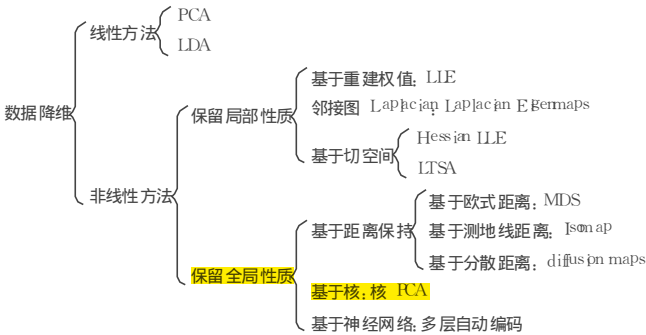 数据降维
线性方法
PCA
LDA
非线性方法
保留局部性质
基于重建权值：LLE
邻接图：Laplacian Laplacian Eigenmaps
基于切空间
Hessian LLE
LTSA
保留全局性质
基于距离保持
基于欧式距离：MDS
基于测地线距离：Isomap
基于分散距离：diffusion maps
基于核：核 PCA
基于神经网络：多层自动编码